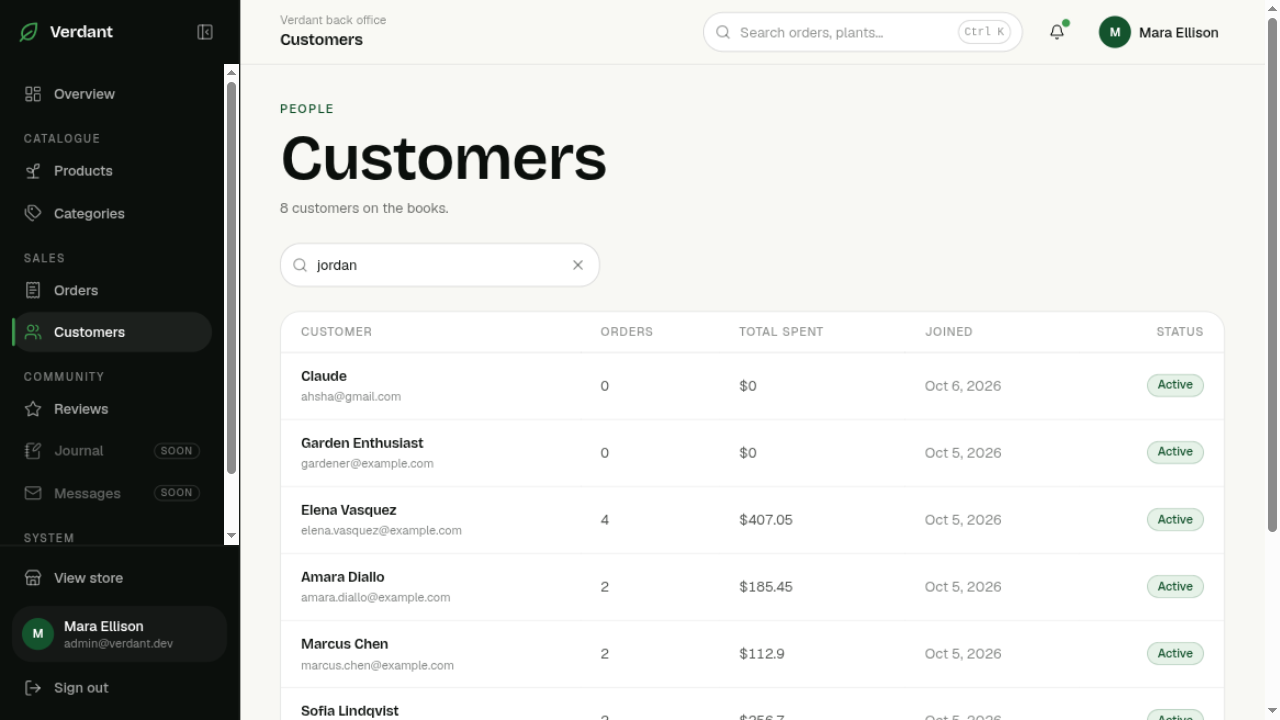 Verdant
Overview
CATALOGUE
Products
Categories
SALES
Orders
Customers
COMMUNITY
Reviews
Journal SOON
Messages SOON
SYSTEM
View store
M Mara Ellison
admin@verdant.dev
Sign out
Verdant back office
Customers
Search orders, plants… Ctrl K
M Mara Ellison
PEOPLE
Customers
8 customers on the books.
jordan
CUSTOMER ORDERS TOTAL SPENT JOINED STATUS
Claude
ahsha@gmail.com
0 $0 Oct 6, 2026 Active
Garden Enthusiast
gardener@example.com
0 $0 Oct 5, 2026 Active
Elena Vasquez
elena.vasquez@example.com
4 $407.05 Oct 5, 2026 Active
Amara Diallo
amara.diallo@example.com
2 $185.45 Oct 5, 2026 Active
Marcus Chen
marcus.chen@example.com
2 $112.9 Oct 5, 2026 Active
Sofia Lindqvist
Oct 5, 2026 Active